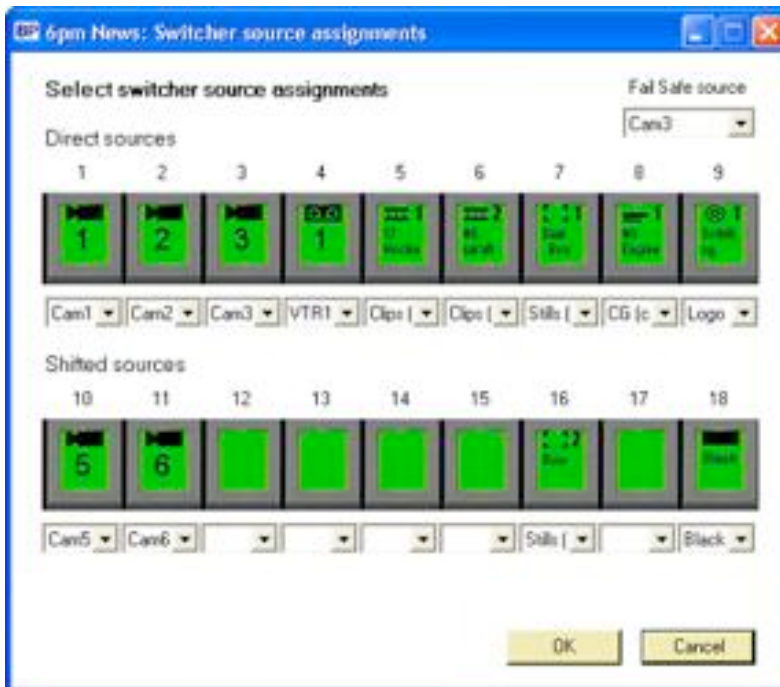 BP 6pm News: Switcher source assignments
Select switcher source assignments
Fail Safe source
Cam3
Direct sources
1 2 3 4 5 6 7 8 9
1 2 3 1 1 2 1 1 1
Cam1 Cam2 Cam3 VTR1 Clips ( Clips ( Stills ( CG (c Logo
Shifted sources
10 11 12 13 14 15 16 17 18
5 6 2 Black
Cam5 Cam6 Stills ( Black
OK Cancel